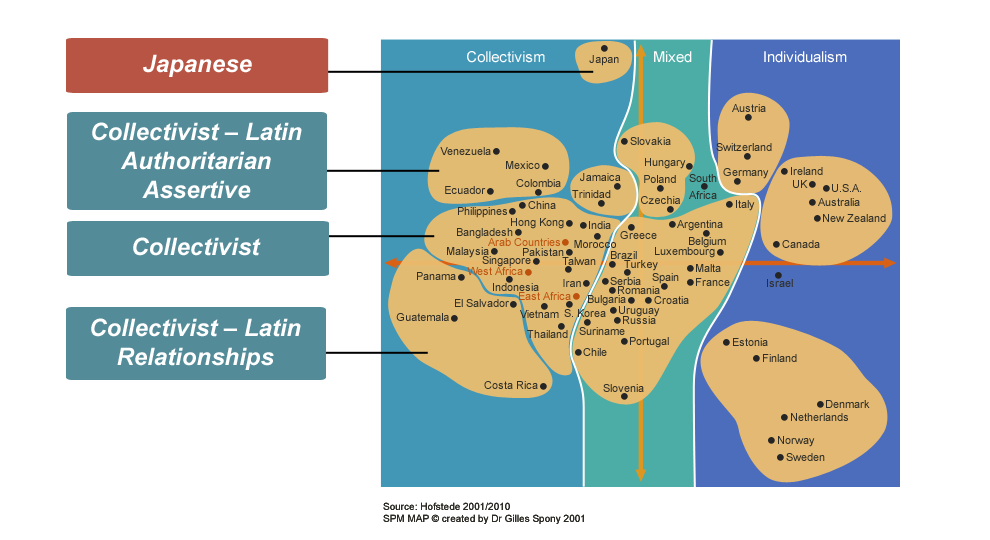 Japanese
Collectivist – Latin
Authoritarian
Assertive
Collectivist
Collectivist – Latin
Relationships
Collectivism
Mixed
Individualism
Japan
Austria
Switzerland
Germany
Slovakia
Hungary
Poland
South
Africa
Czechia
Venezuela
Mexico
Ecuador
Colombia
Jamaica
Trinidad
Ireland
UK
U.S.A.
Australia
New Zealand
Canada
Italy
Israel
China
Philippines
Hong Kong
India
Bangladesh
Arab Countries
Morocco
Malaysia
Pakistan
Singapore
Taiwan
West Africa
Indonesia
Iran
East Africa
Vietnam
S. Korea
Thailand
Suriname
Greece
Argentina
Belgium
Luxembourg
Brazil
Turkey
Malta
Spain
France
Serbia
Romania
Bulgaria
Croatia
Uruguay
Russia
Portugal
Chile
Slovenia
Panama
El Salvador
Guatemala
Costa Rica
Estonia
Finland
Denmark
Netherlands
Norway
Sweden
Source: Hofstede 2001/2010
SPM MAP © created by Dr Gilles Spony 2001